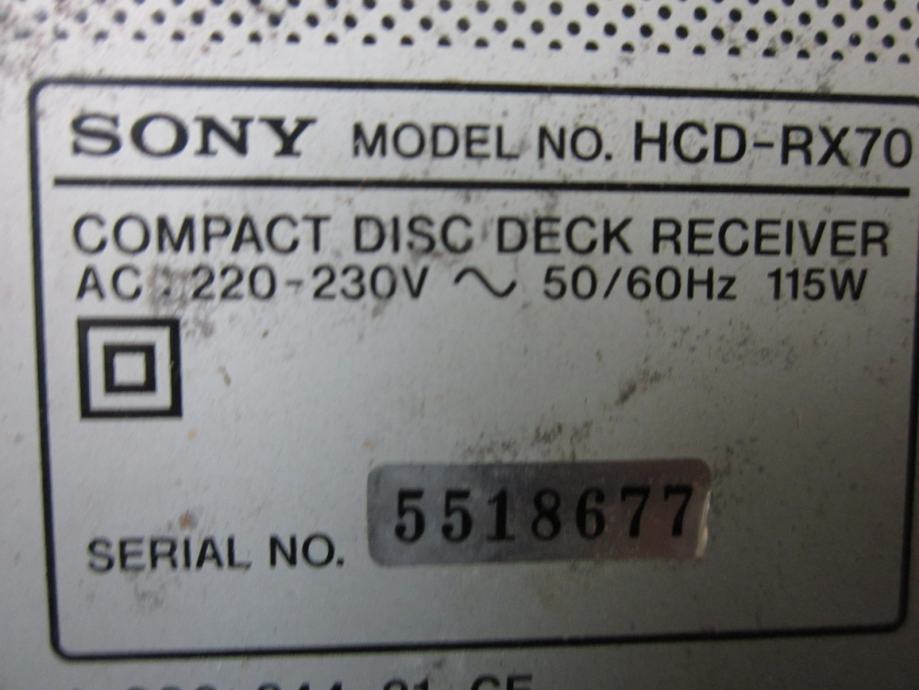 SONY MODEL NO. HCD-RX70
COMPACT DISC DECK RECEIVER
AC : 220-230V ~ 50/60Hz 115W
SERIAL NO. 5518677